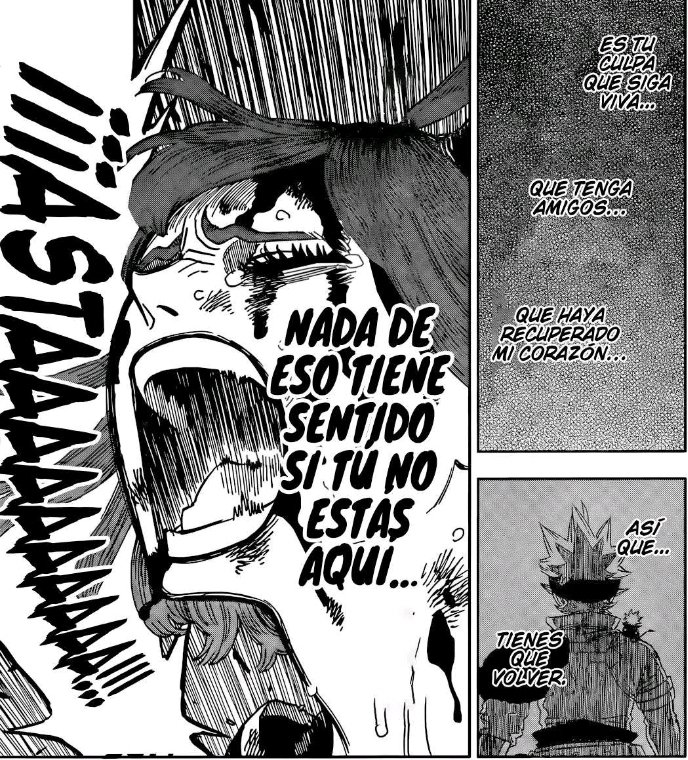 ES TU
CULPA
QUE SIGA
VIVA...
QUE TENGA
AMIGOS...
QUE HAYA
RECUPERADO
MI CORAZÓN...
ASÍ
QUE...
TIENES
QUE
VOLVER.
NADA DE
ESO TIENE
SENTIDO
SI TÚ NO
ESTÁS
AQUÍ...
¡¡¡ASTAAAAAAAAAA!!!